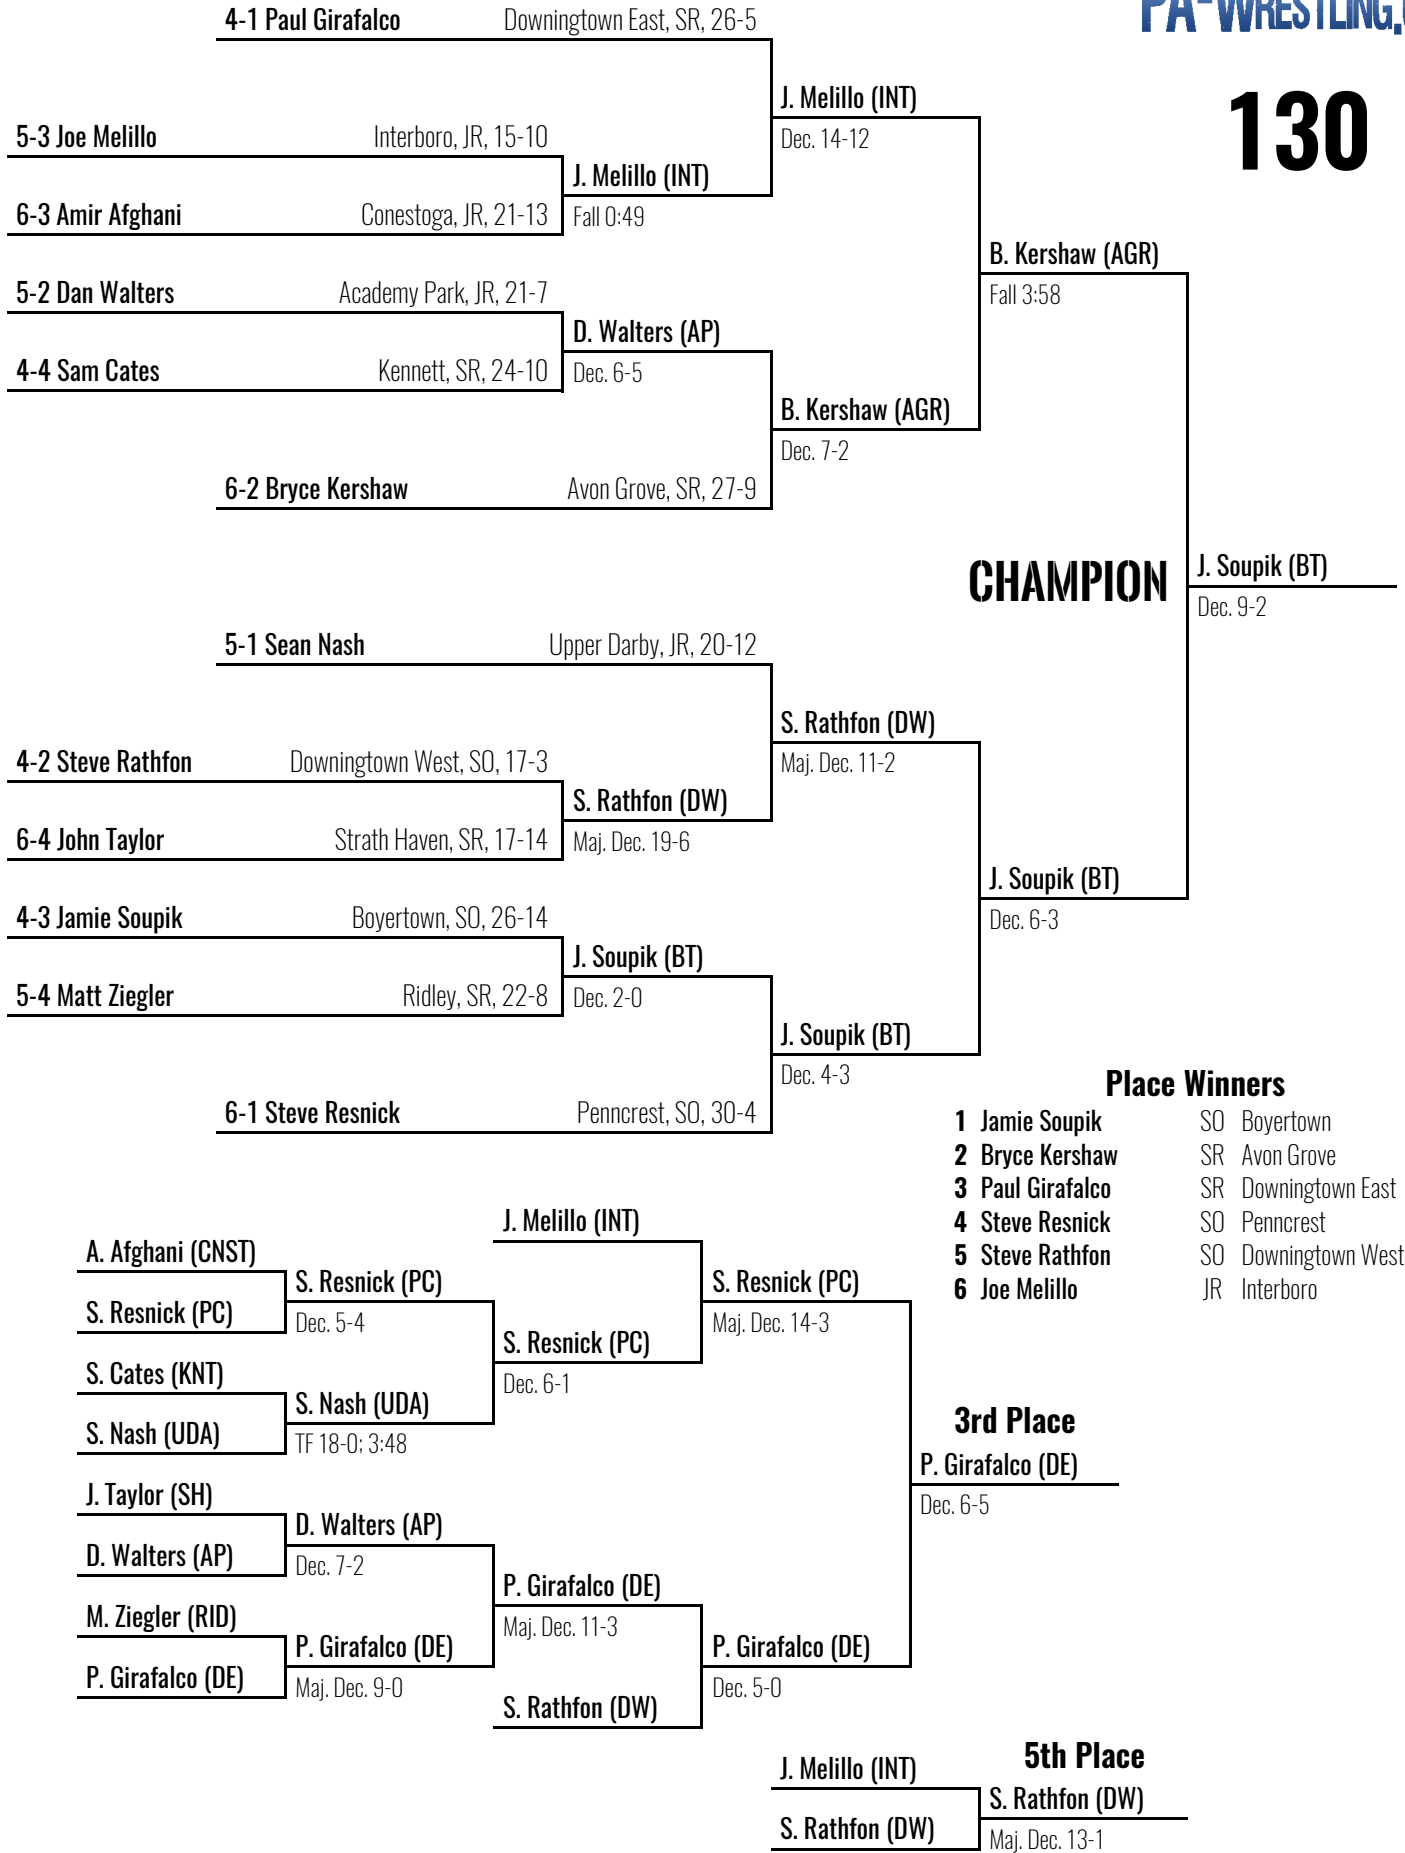 PA-WRESTLING.
130
4-1 Paul Girafalco Downingtown East, SR, 26-5
J. Melillo (INT)
Dec. 14-12
5-3 Joe Melillo Interboro, JR, 15-10
J. Melillo (INT)
Fall 0:49
6-3 Amir Afghani Conestoga, JR, 21-13
B. Kershaw (AGR)
Fall 3:58
5-2 Dan Walters Academy Park, JR, 21-7
D. Walters (AP)
Dec. 6-5
4-4 Sam Cates Kennett, SR, 24-10
B. Kershaw (AGR)
Dec. 7-2
6-2 Bryce Kershaw Avon Grove, SR, 27-9
CHAMPION
J. Soupik (BT)
Dec. 9-2
5-1 Sean Nash Upper Darby, JR, 20-12
S. Rathfon (DW)
Maj. Dec. 11-2
4-2 Steve Rathfon Downingtown West, SO, 17-3
S. Rathfon (DW)
Maj. Dec. 19-6
6-4 John Taylor Strath Haven, SR, 17-14
J. Soupik (BT)
Dec. 6-3
4-3 Jamie Soupik Boyertown, SO, 26-14
J. Soupik (BT)
Dec. 2-0
5-4 Matt Ziegler Ridley, SR, 22-8
J. Soupik (BT)
Dec. 4-3
6-1 Steve Resnick Penncrest, SO, 30-4
Place Winners
1 Jamie Soupik SO Boyertown
2 Bryce Kershaw SR Avon Grove
3 Paul Girafalco SR Downingtown East
4 Steve Resnick SO Penncrest
5 Steve Rathfon SO Downingtown West
6 Joe Melillo JR Interboro
J. Melillo (INT)
A. Afghani (CNST)
S. Resnick (PC)
Dec. 5-4
S. Resnick (PC)
S. Resnick (PC)
Maj. Dec. 14-3
S. Resnick (PC)
Dec. 6-1
S. Cates (KNT)
S. Nash (UDA)
TF 18-0; 3:48
S. Nash (UDA)
3rd Place
P. Girafalco (DE)
Dec. 6-5
J. Taylor (SH)
D. Walters (AP)
Dec. 7-2
D. Walters (AP)
P. Girafalco (DE)
Maj. Dec. 11-3
M. Ziegler (RID)
P. Girafalco (DE)
Maj. Dec. 9-0
P. Girafalco (DE)
P. Girafalco (DE)
Dec. 5-0
S. Rathfon (DW)
5th Place
J. Melillo (INT)
S. Rathfon (DW)
Maj. Dec. 13-1
S. Rathfon (DW)